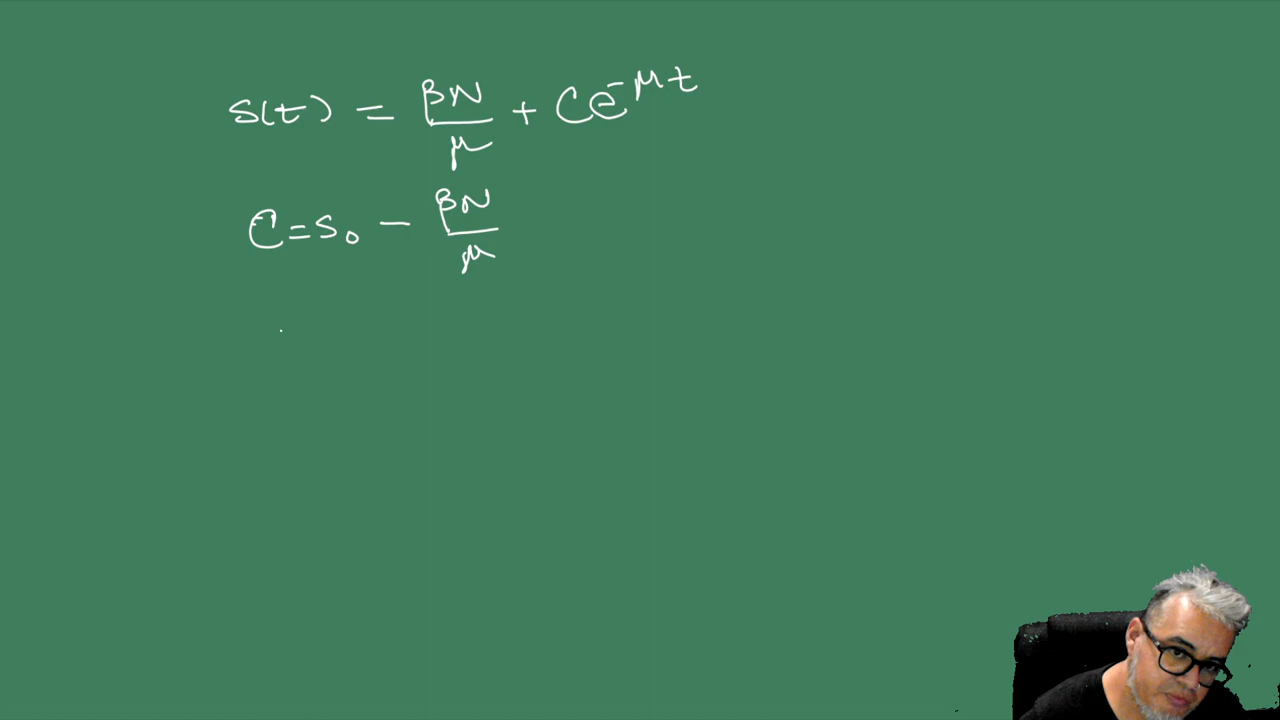 S(t) = βN/μ + Ce^{-μt}
C = S₀ - βN/μ